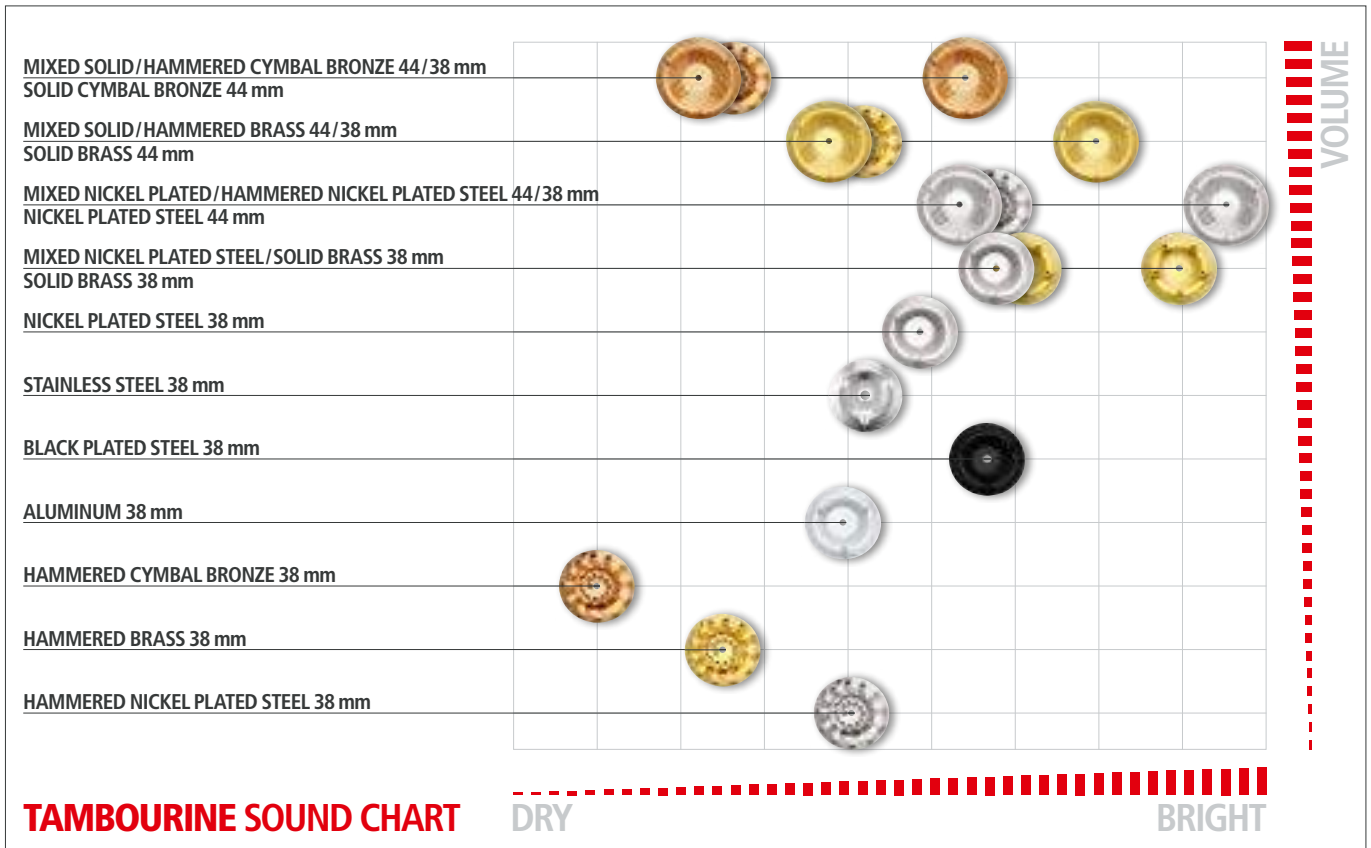 MIXED SOLID/HAMMERED CYMBAL BRONZE 44/38 mm
SOLID CYMBAL BRONZE 44 mm
MIXED SOLID/HAMMERED BRASS 44/38 mm
SOLID BRASS 44 mm
MIXED NICKEL PLATED/HAMMERED NICKEL PLATED STEEL 44/38 mm
NICKEL PLATED STEEL 44 mm
MIXED NICKEL PLATED STEEL/SOLID BRASS 38 mm
SOLID BRASS 38 mm
NICKEL PLATED STEEL 38 mm
STAINLESS STEEL 38 mm
BLACK PLATED STEEL 38 mm
ALUMINUM 38 mm
HAMMERED CYMBAL BRONZE 38 mm
HAMMERED BRASS 38 mm
HAMMERED NICKEL PLATED STEEL 38 mm
VOLUME
TAMBOURINE SOUND CHART
DRY
BRIGHT